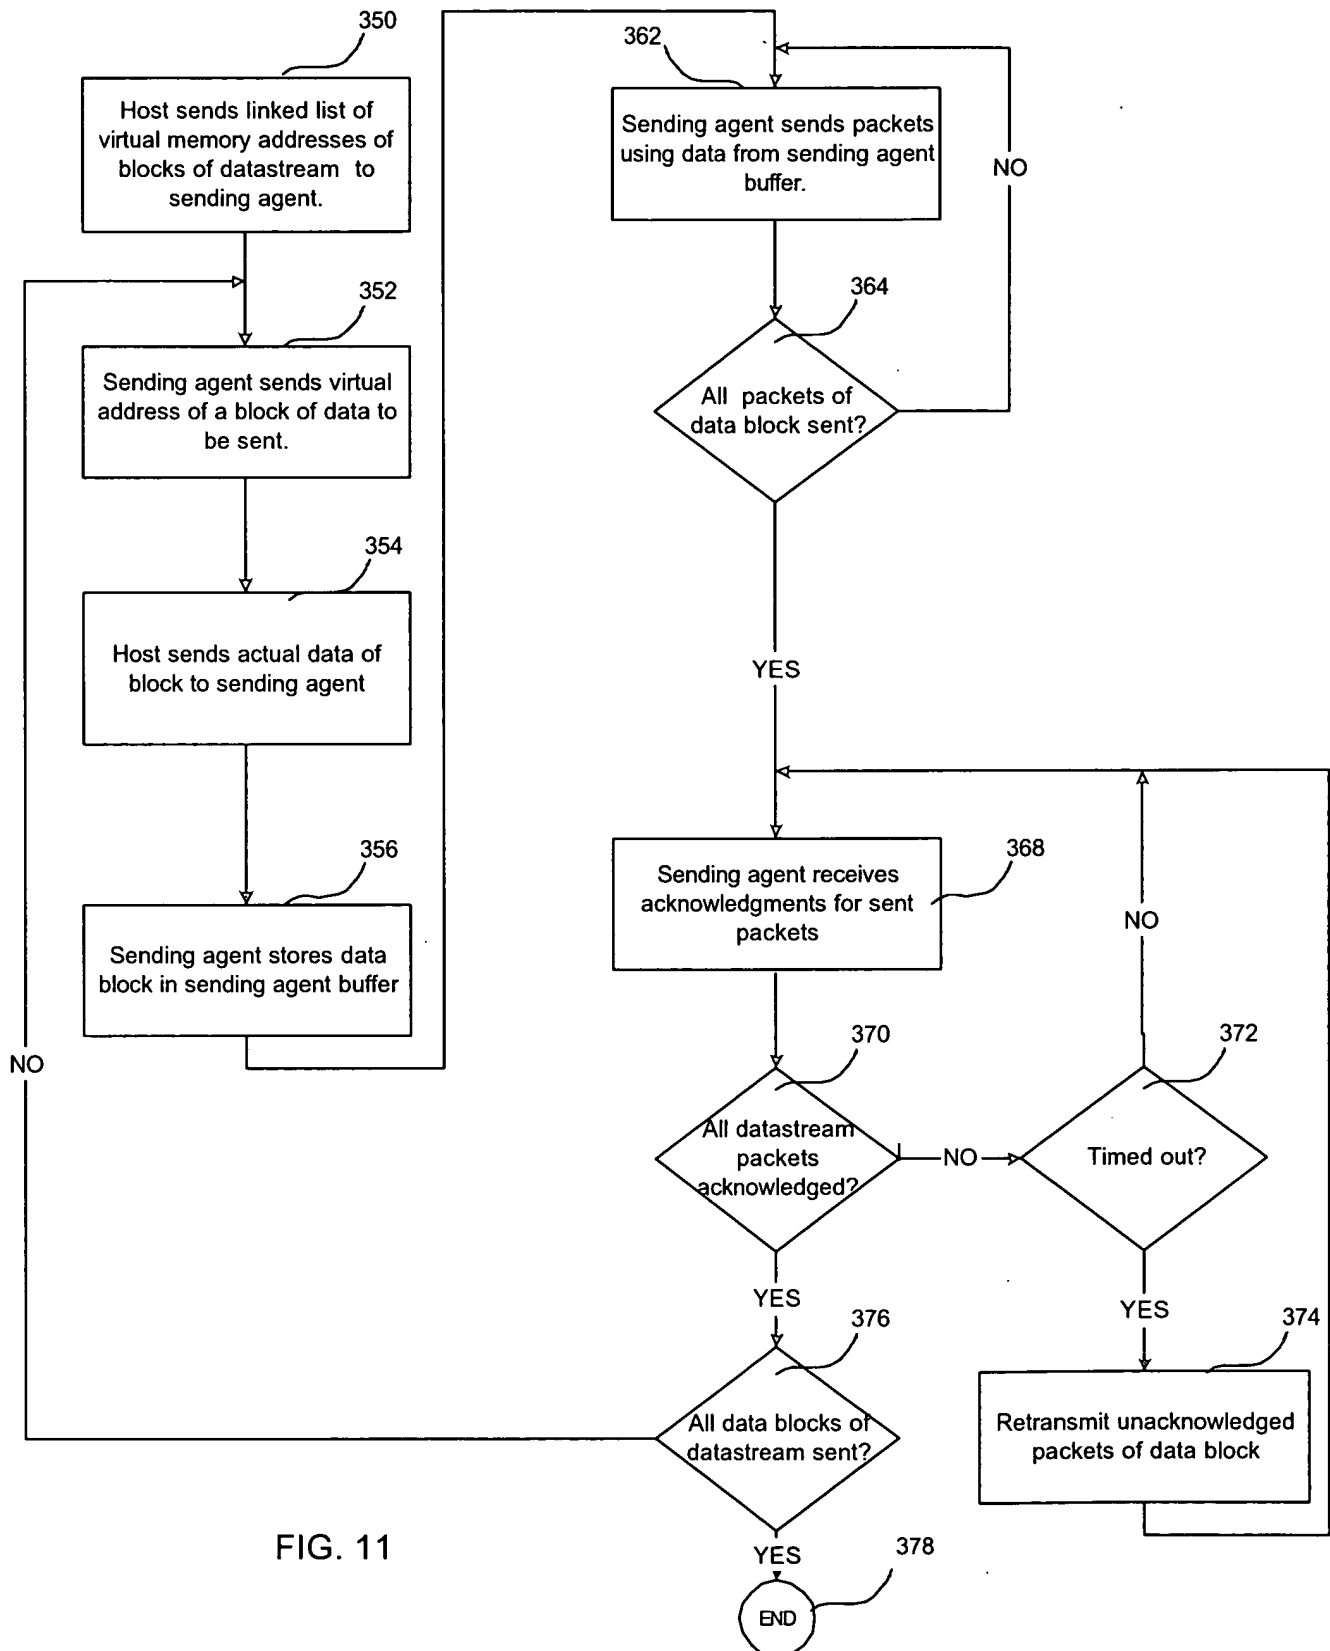 350
Host sends linked list of
virtual memory addresses of
blocks of datastream to
sending agent.
352
Sending agent sends virtual
address of a block of data to
be sent.
354
Host sends actual data of
block to sending agent
356
Sending agent stores data
block in sending agent buffer
NO
362
Sending agent sends packets
using data from sending agent
buffer.
NO
364
All packets of
data block sent?
YES
368
Sending agent receives
acknowledgments for sent
packets
NO
370
All datastream
packets
acknowledged?
NO
372
Timed out?
YES
YES
374
Retransmit unacknowledged
packets of data block
376
All data blocks of
datastream sent?
YES
378
END
FIG. 11